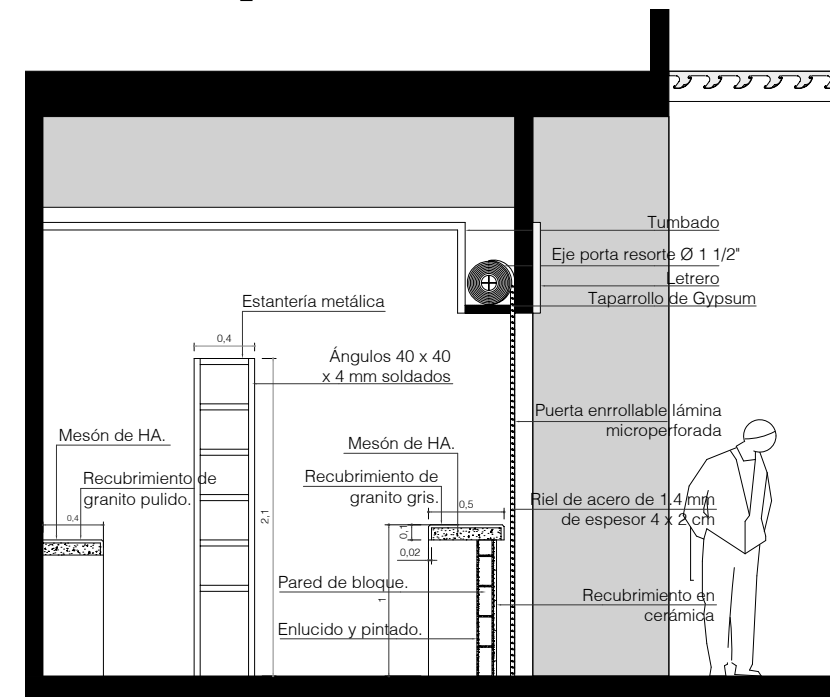 Tumbado
Eje porta resorte Ø 1 1/2"
Letrero
Taparrollo de Gypsum
Estantería metálica
0,4
Ángulos 40 x 40
x 4 mm soldados
Puerta enrrollable lámina
microperforada
Mesón de HA.
Mesón de HA.
Recubrimiento de
granito pulido.
Recubrimiento de
granito gris.
0,4
0,5
2,1
Riel de acero de 1.4 mm
de espesor 4 x 2 cm
0,1
0,02
Pared de bloque.
1
Recubrimiento en
cerámica
Enlucido y pintado.